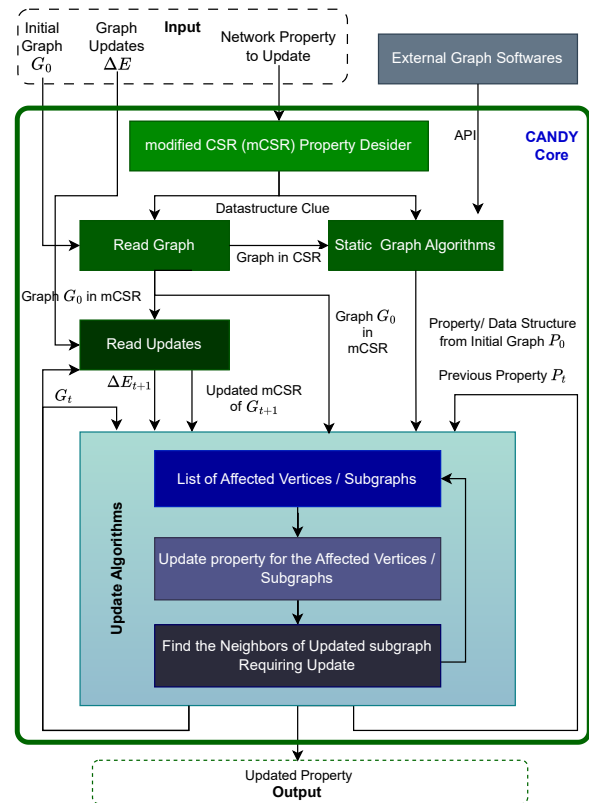 Initial
Graph
G₀
Graph
Updates
ΔE
Input
Network Property
to Update
External Graph Softwares
API
CANDY
Core
modified CSR (mCSR) Property Desider
Datastructure Clue
Read Graph
Graph in CSR
Static Graph Algorithms
Graph G₀ in mCSR
Graph G₀
in
mCSR
Property/ Data Structure
from Initial Graph P₀
Read Updates
Previous Property Pₜ
Gₜ
ΔEₜ₊₁
Updated mCSR
of Gₜ₊₁
Update Algorithms
List of Affected Vertices / Subgraphs
Update property for the Affected Vertices /
Subgraphs
Find the Neighbors of Updated subgraph
Requiring Update
Updated Property
Output